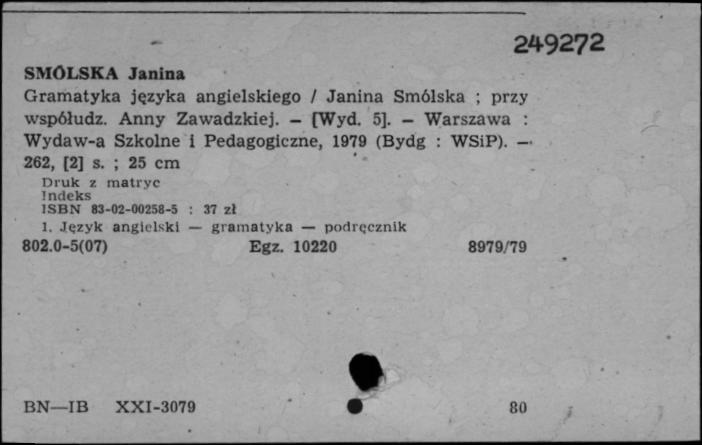 249272
SMÓLSKA Janina
Gramatyka języka angielskiego / Janina Smólska ; przy
współudz. Anny Zawadzkiej. — [Wyd. 5]. — Warszawa :
Wydaw-a Szkolne i Pedagogiczne, 1979 (Bydg : WSiP). —
262, [2] s. ; 25 cm
Druk z matryc
Indeks
ISBN 83-02-00258-5 : 37 zł
1. Język angielski — gramatyka — podręcznik
802.0-5(07) Egz. 10220 8979/79
BN—IB XXI-3079 80